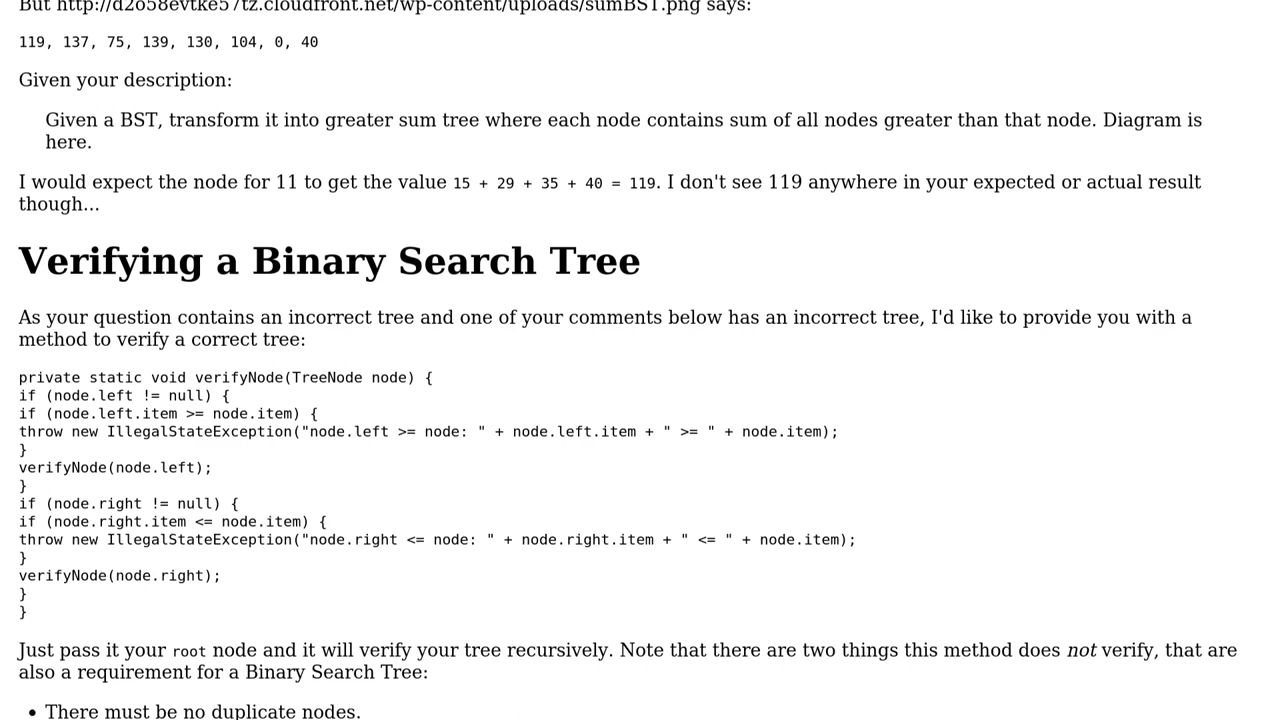 But http://d2o58evtke57tz.cloudfront.net/wp-content/uploads/sumBST.png says:
119, 137, 75, 139, 130, 104, 0, 40
Given your description:
Given a BST, transform it into greater sum tree where each node contains sum of all nodes greater than that node. Diagram is
here.
I would expect the node for 11 to get the value 15 + 29 + 35 + 40 = 119. I don't see 119 anywhere in your expected or actual result
though...
Verifying a Binary Search Tree
As your question contains an incorrect tree and one of your comments below has an incorrect tree, I'd like to provide you with a
method to verify a correct tree:
private static void verifyNode(TreeNode node) {
if (node.left != null) {
if (node.left.item >= node.item) {
throw new IllegalStateException("node.left >= node: " + node.left.item + " >= " + node.item);
}
verifyNode(node.left);
}
if (node.right != null) {
if (node.right.item <= node.item) {
throw new IllegalStateException("node.right <= node: " + node.right.item + " <= " + node.item);
}
verifyNode(node.right);
}
}
Just pass it your root node and it will verify your tree recursively. Note that there are two things this method does not verify, that are
also a requirement for a Binary Search Tree:
• There must be no duplicate nodes.